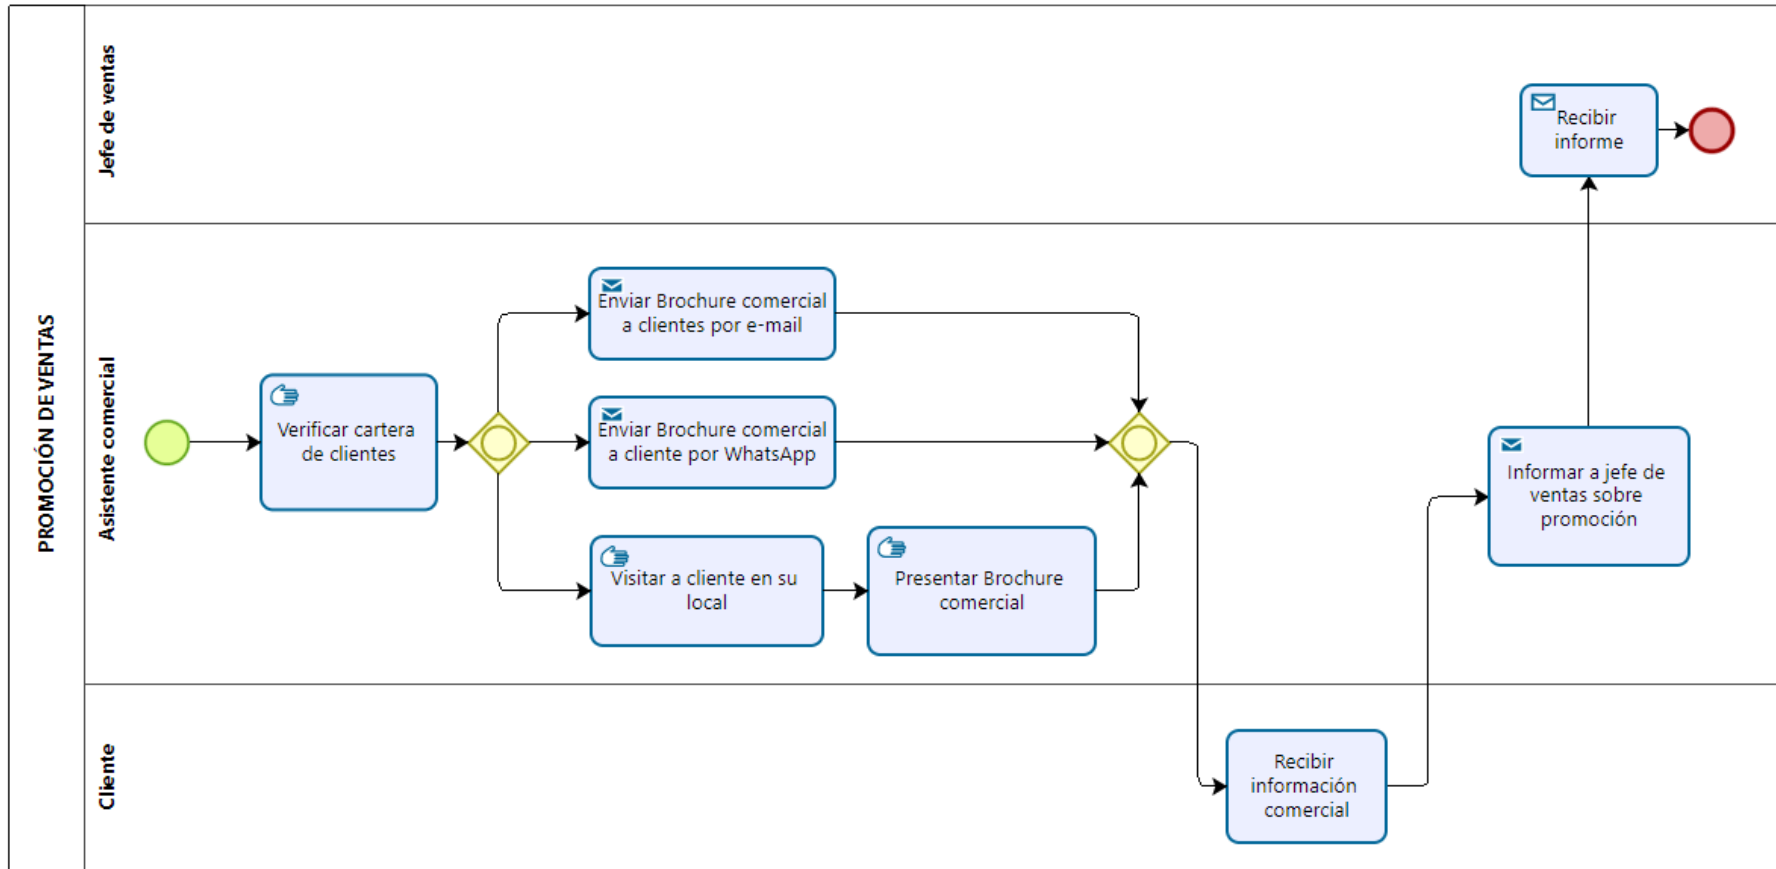 PROMOCIÓN DE VENTAS
Jefe de ventas
Recibir
informe
Asistente comercial
Verificar cartera
de clientes
Enviar Brochure comercial
a clientes por e-mail
Enviar Brochure comercial
a cliente por WhatsApp
Visitar a cliente en su
local
Presentar Brochure
comercial
Informar a jefe de
ventas sobre
promoción
Cliente
Recibir
información
comercial